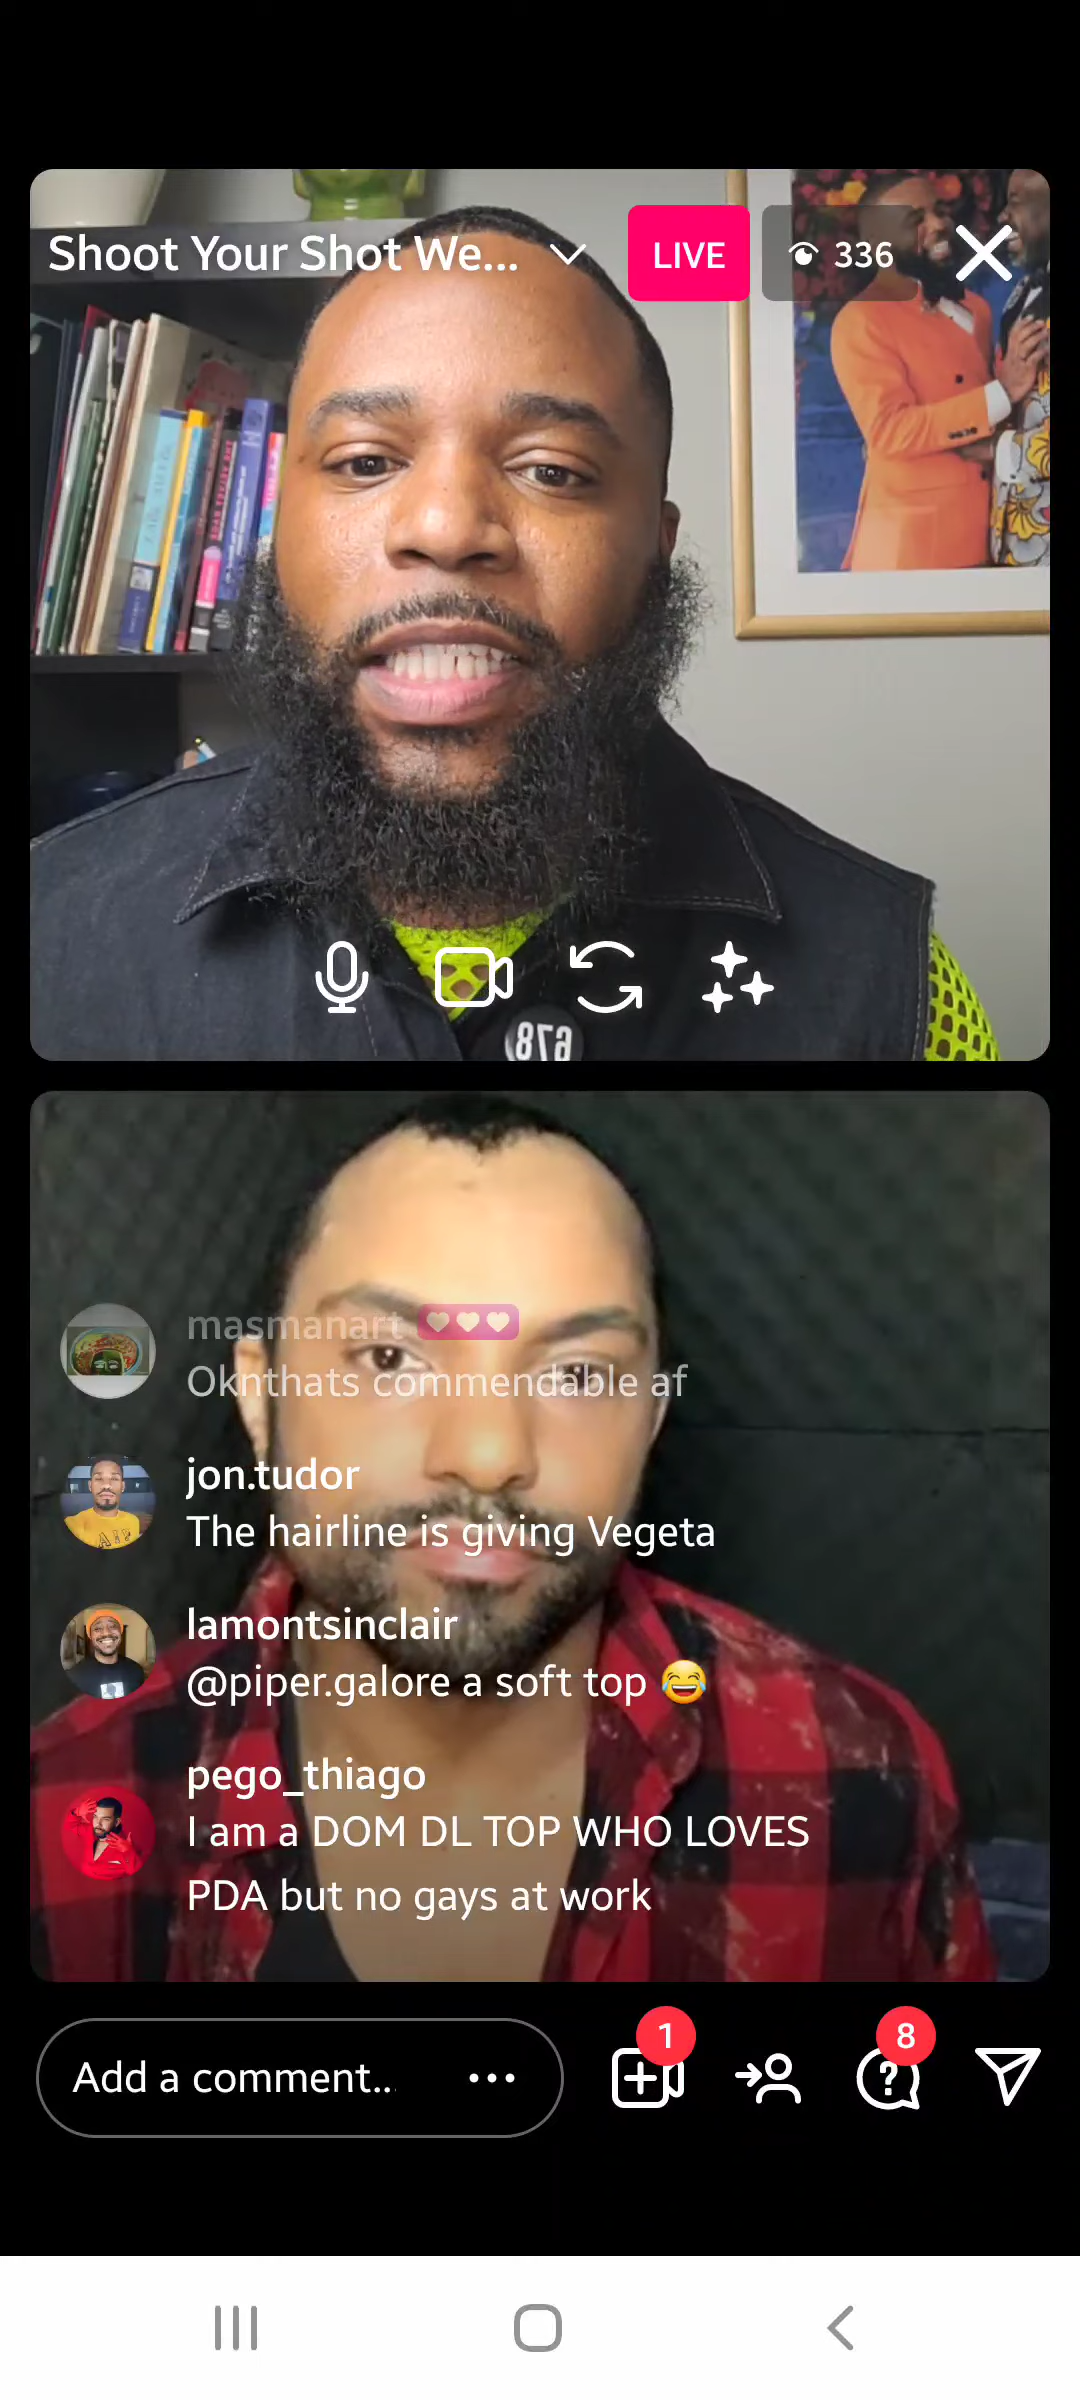 Shoot Your Shot We...
LIVE
336
678
masmanart
Oknthats commendable af
jon.tudor
The hairline is giving Vegeta
lamontsinclair
@piper.galore a soft top 😂
pego_thiago
I am a DOM DL TOP WHO LOVES
PDA but no gays at work
Add a comment...
1
8